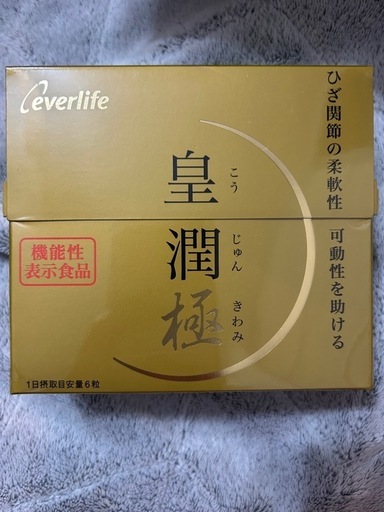 everlife
ひざ関節の柔軟性
可動性を助ける
皇潤極
こう
じゅん
きわみ
機能性
表示食品
1日摂取目安量6粒